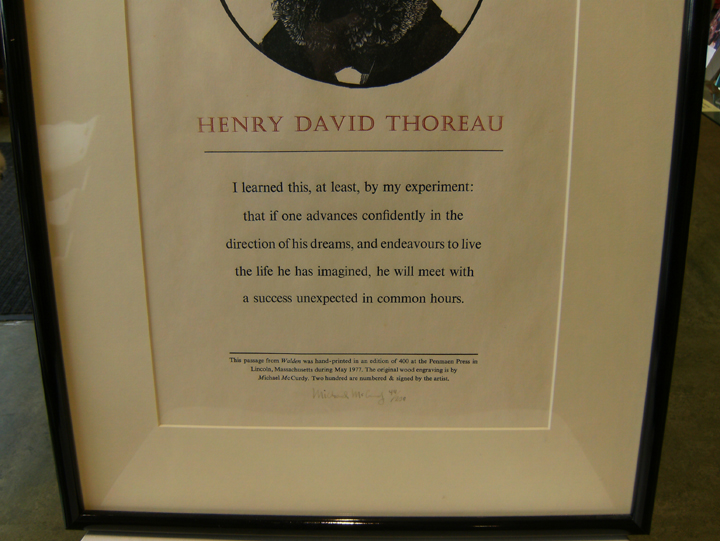 HENRY DAVID THOREAU
I learned this, at least, by my experiment:
that if one advances confidently in the
direction of his dreams, and endeavours to live
the life he has imagined, he will meet with
a success unexpected in common hours.
This passage from Walden was hand-printed in an edition of 400 at the Penmaen Press in
Lincoln, Massachusetts during May 1977. The original wood engraving is by
Michael McCurdy. Two hundred are numbered & signed by the artist.
Michael McCurdy